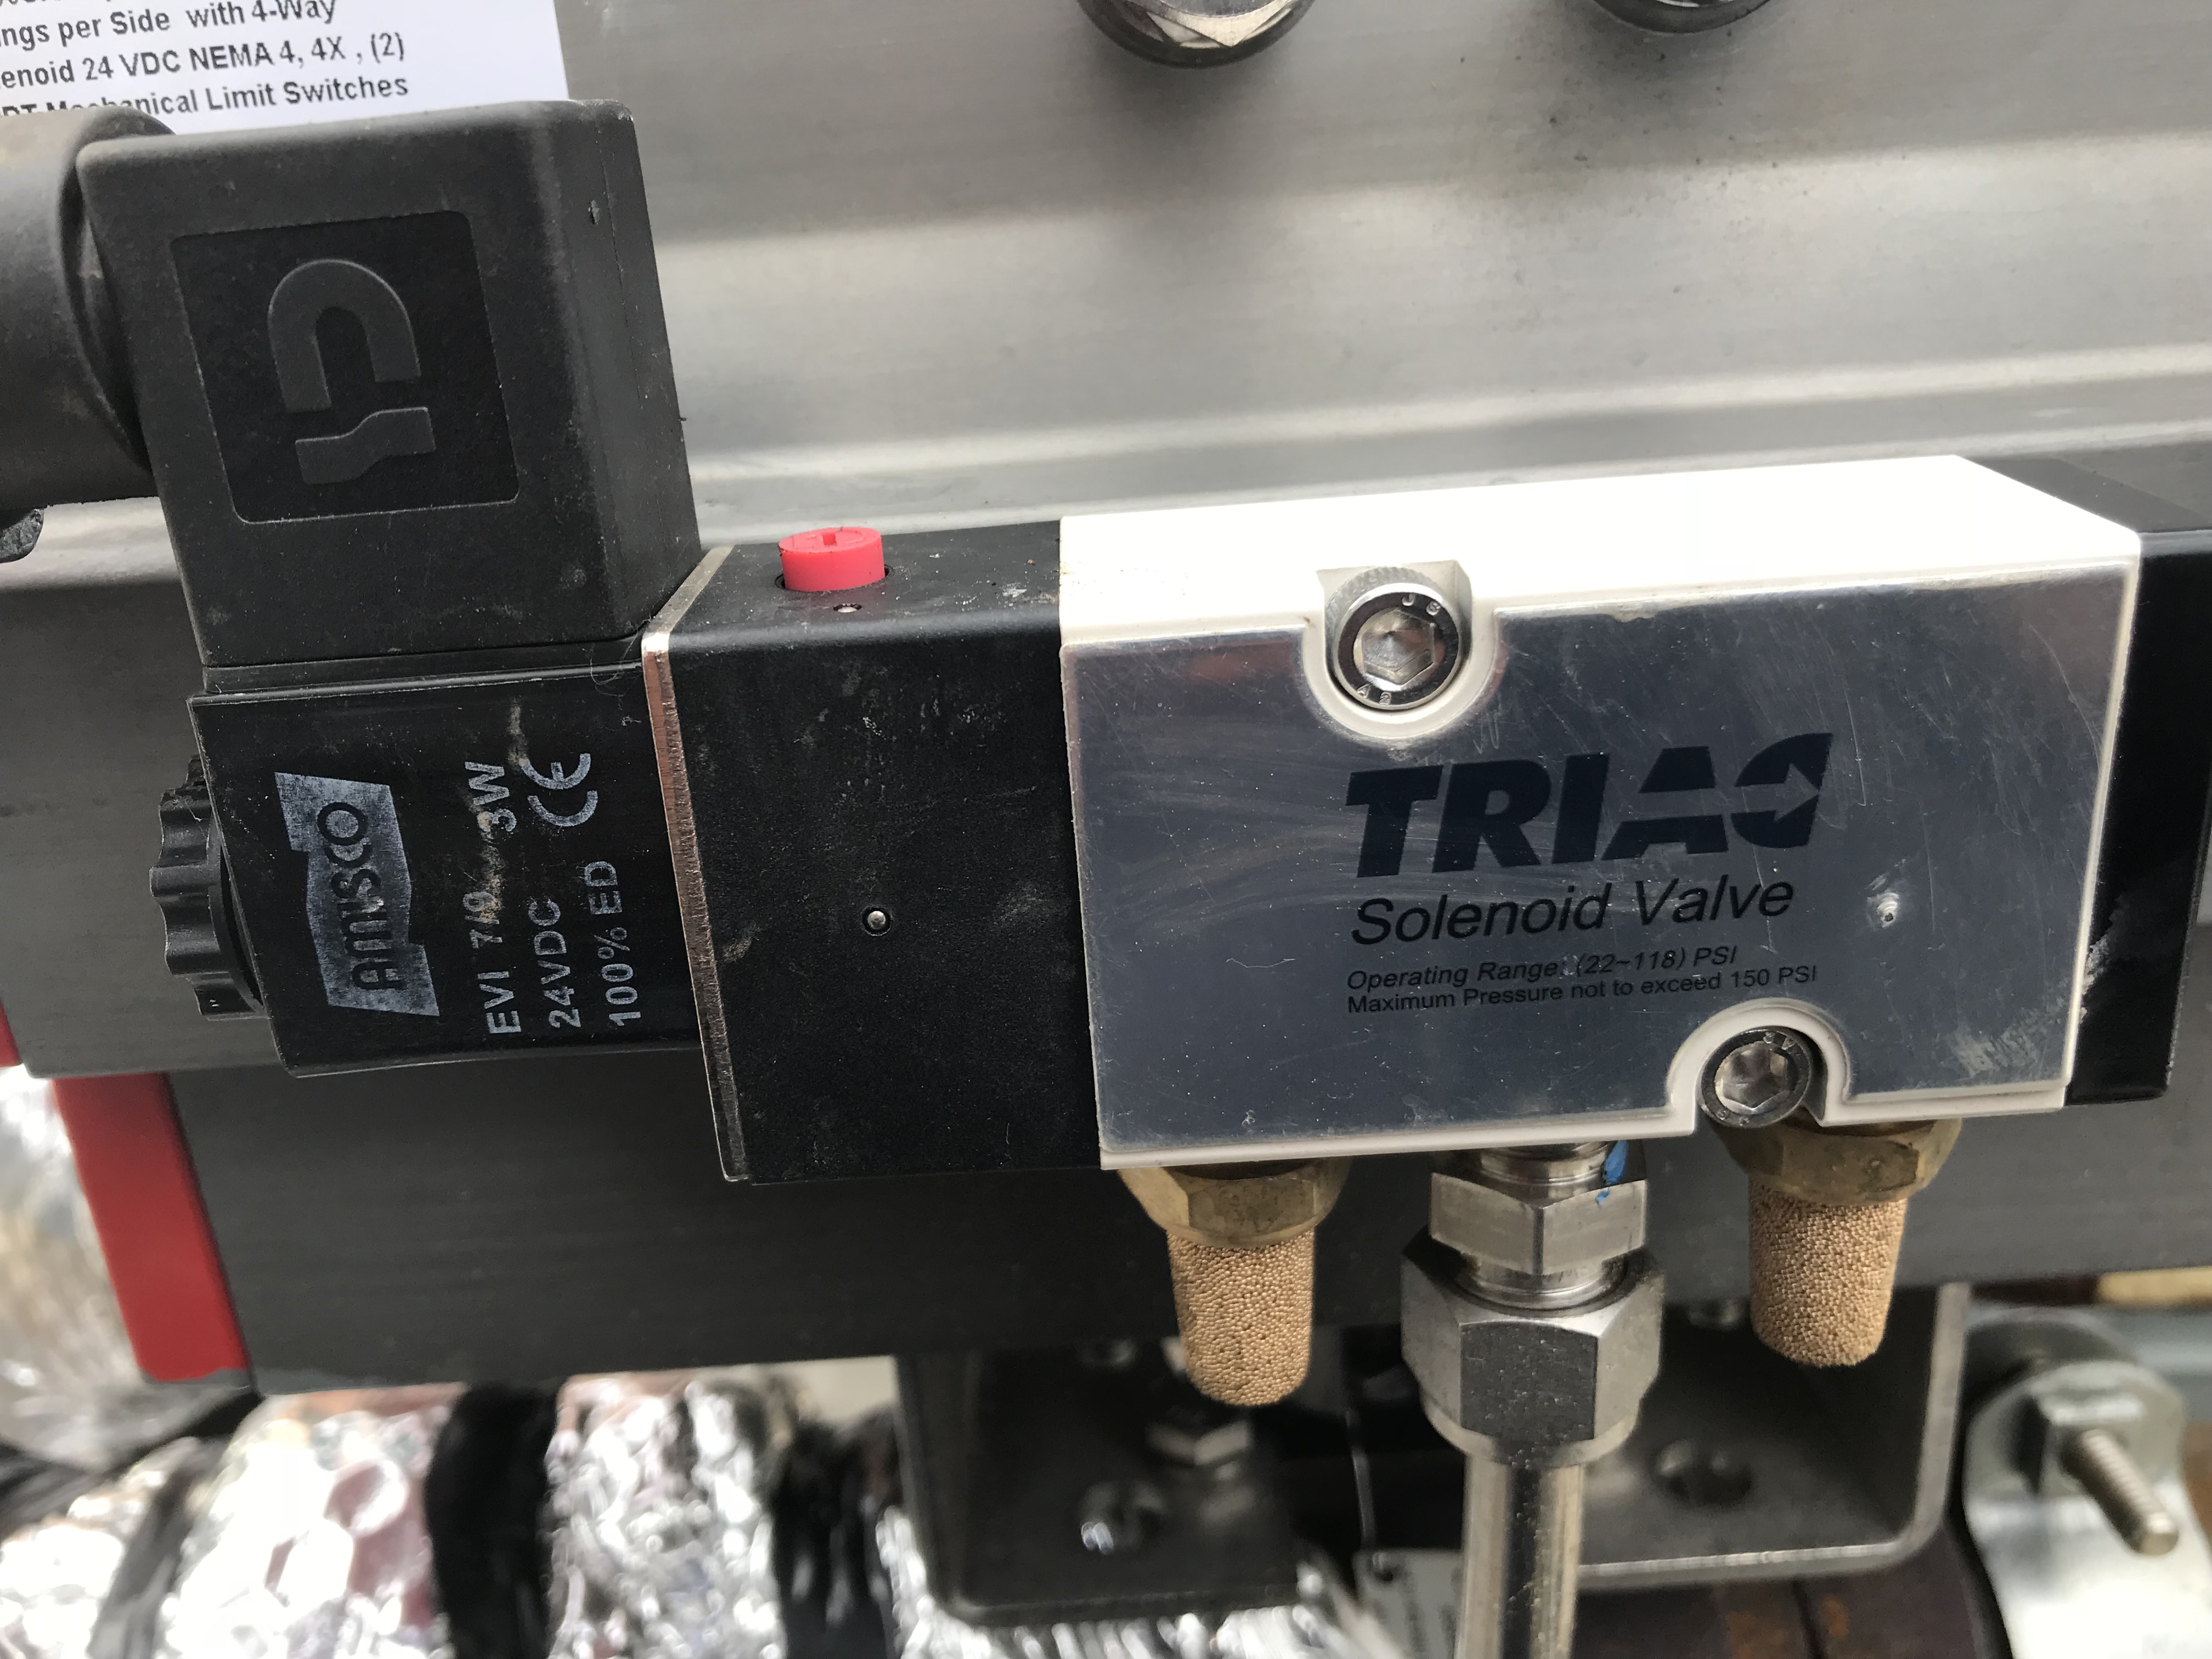 ngs per Side with 4-Way
enoid 24 VDC NEMA 4, 4X , (2)
Mechanical Limit Switches
AMISCO
EVI 7/9 3W
24VDC CE
100% ED
TRIAC
Solenoid Valve
Operating Range: (22~118) PSI
Maximum Pressure not to exceed 150 PSI
A2